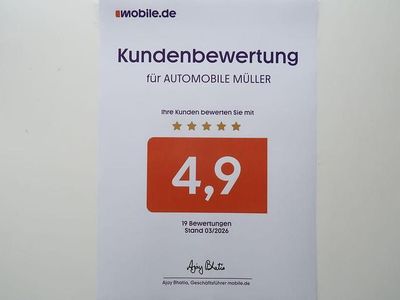 mobile.de
Kundenbewertung
für AUTOMOBILE MÜLLER
Ihre Kunden bewerten Sie mit
4,9
19 Bewertungen
Stand 03/2026
Ajay Bhatia
Ajay Bhatia, Geschäftsführer mobile.de